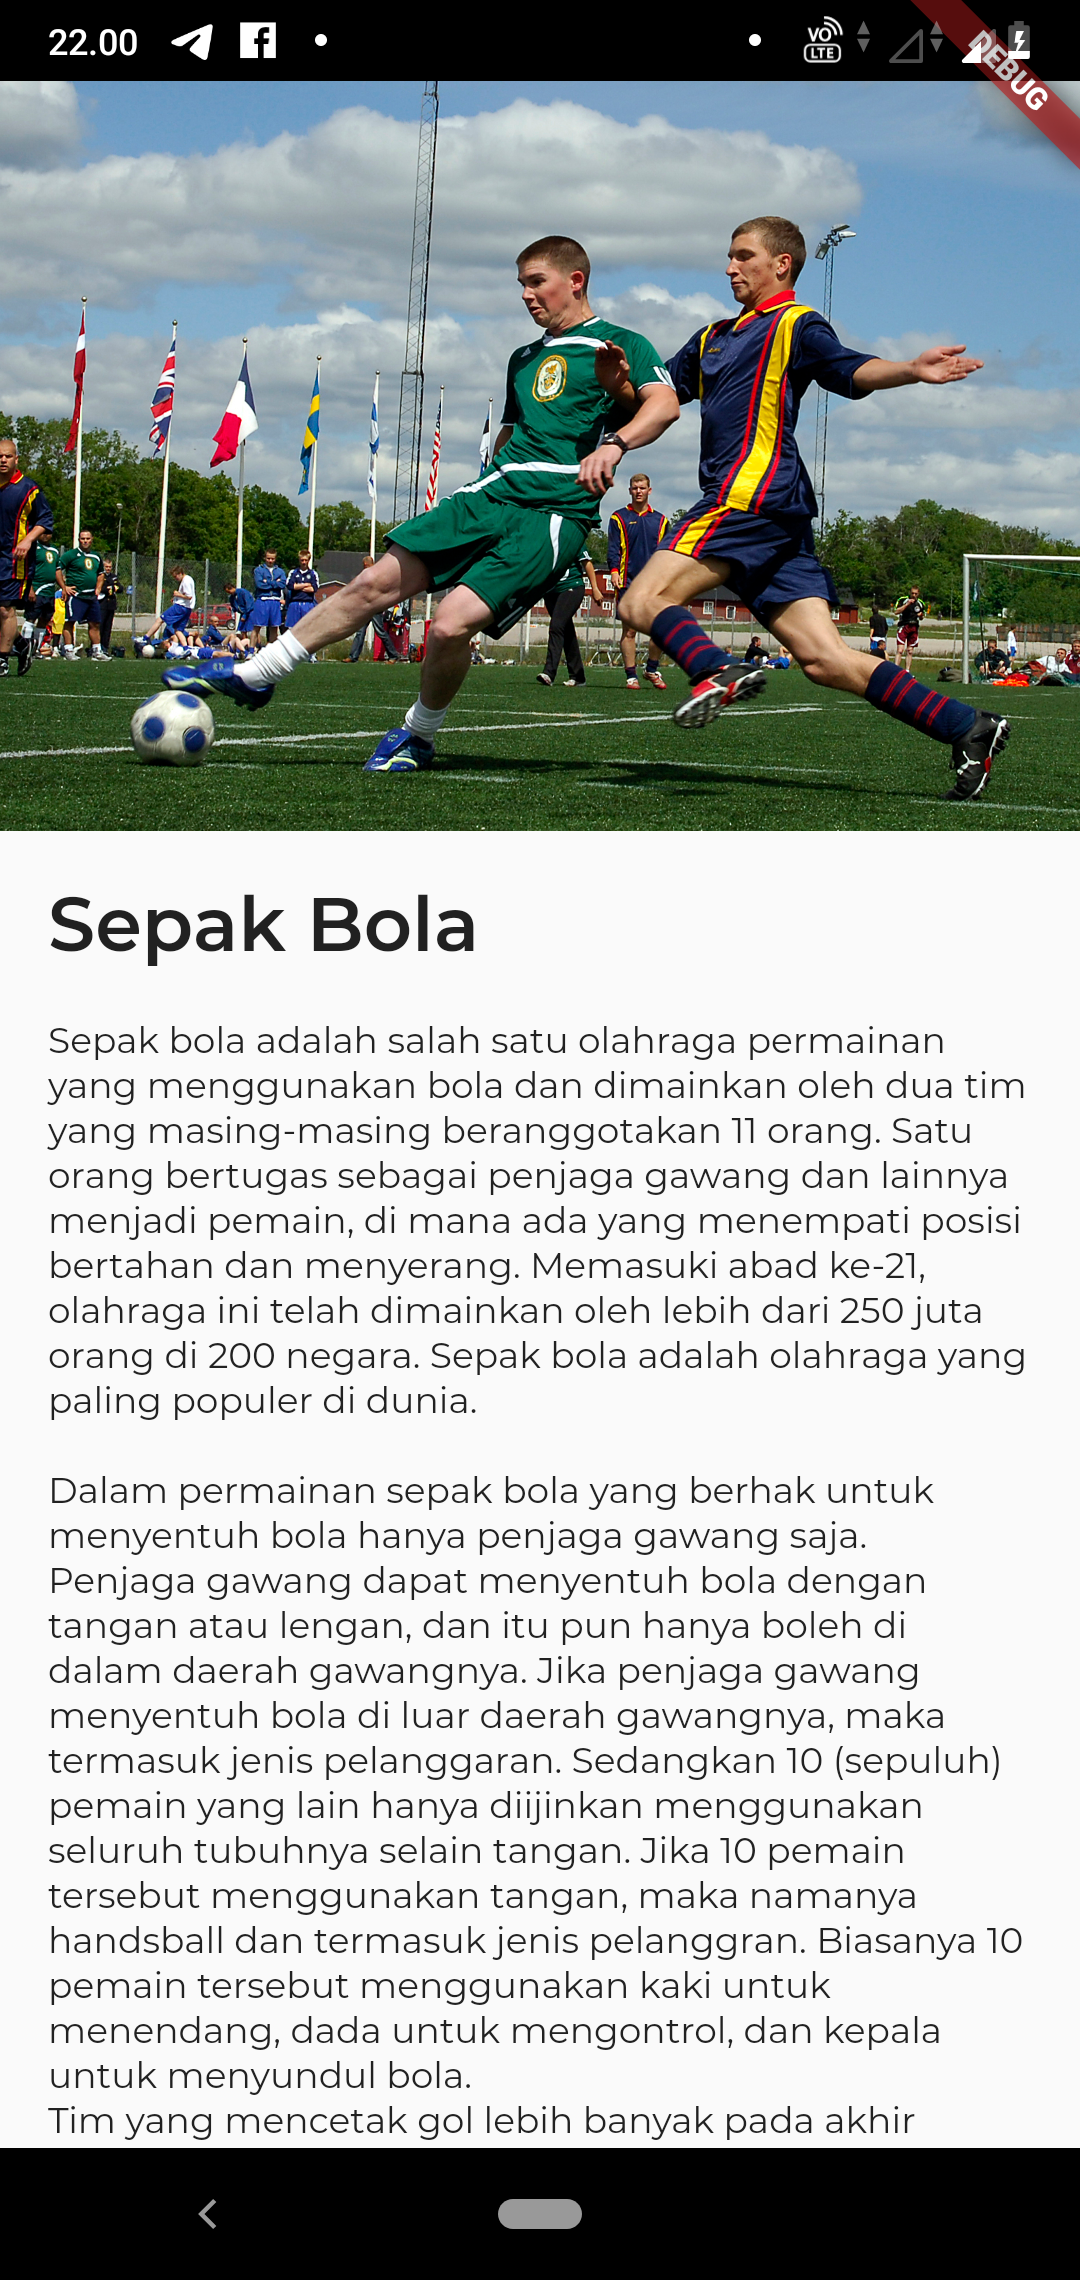 22.00
VO
LTE
DEBUG
Sepak Bola
Sepak bola adalah salah satu olahraga permainan
yang menggunakan bola dan dimainkan oleh dua tim
yang masing-masing beranggotakan 11 orang. Satu
orang bertugas sebagai penjaga gawang dan lainnya
menjadi pemain, di mana ada yang menempati posisi
bertahan dan menyerang. Memasuki abad ke-21,
olahraga ini telah dimainkan oleh lebih dari 250 juta
orang di 200 negara. Sepak bola adalah olahraga yang
paling populer di dunia.
Dalam permainan sepak bola yang berhak untuk
menyentuh bola hanya penjaga gawang saja.
Penjaga gawang dapat menyentuh bola dengan
tangan atau lengan, dan itu pun hanya boleh di
dalam daerah gawangnya. Jika penjaga gawang
menyentuh bola di luar daerah gawangnya, maka
termasuk jenis pelanggaran. Sedangkan 10 (sepuluh)
pemain yang lain hanya diijinkan menggunakan
seluruh tubuhnya selain tangan. Jika 10 pemain
tersebut menggunakan tangan, maka namanya
handsball dan termasuk jenis pelanggran. Biasanya 10
pemain tersebut menggunakan kaki untuk
menendang, dada untuk mengontrol, dan kepala
untuk menyundul bola.
Tim yang mencetak gol lebih banyak pada akhir